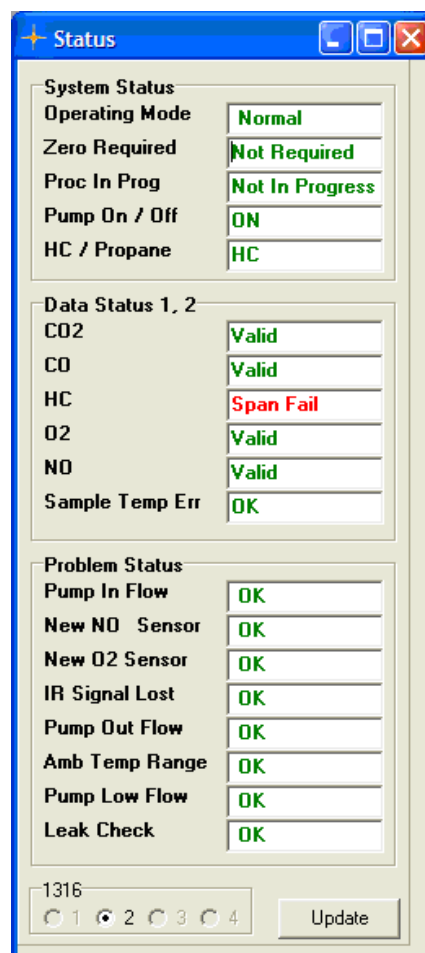 Status
System Status
Operating Mode Normal
Zero Required Not Required
Proc In Prog Not In Progress
Pump On / Off ON
HC / Propane HC
Data Status 1, 2
CO2 Valid
CO Valid
HC Span Fail
O2 Valid
NO Valid
Sample Temp Err OK
Problem Status
Pump In Flow OK
New NO Sensor OK
New O2 Sensor OK
IR Signal Lost OK
Pump Out Flow OK
Amb Temp Range OK
Pump Low Flow OK
Leak Check OK
1316
1 2 3 4 Update